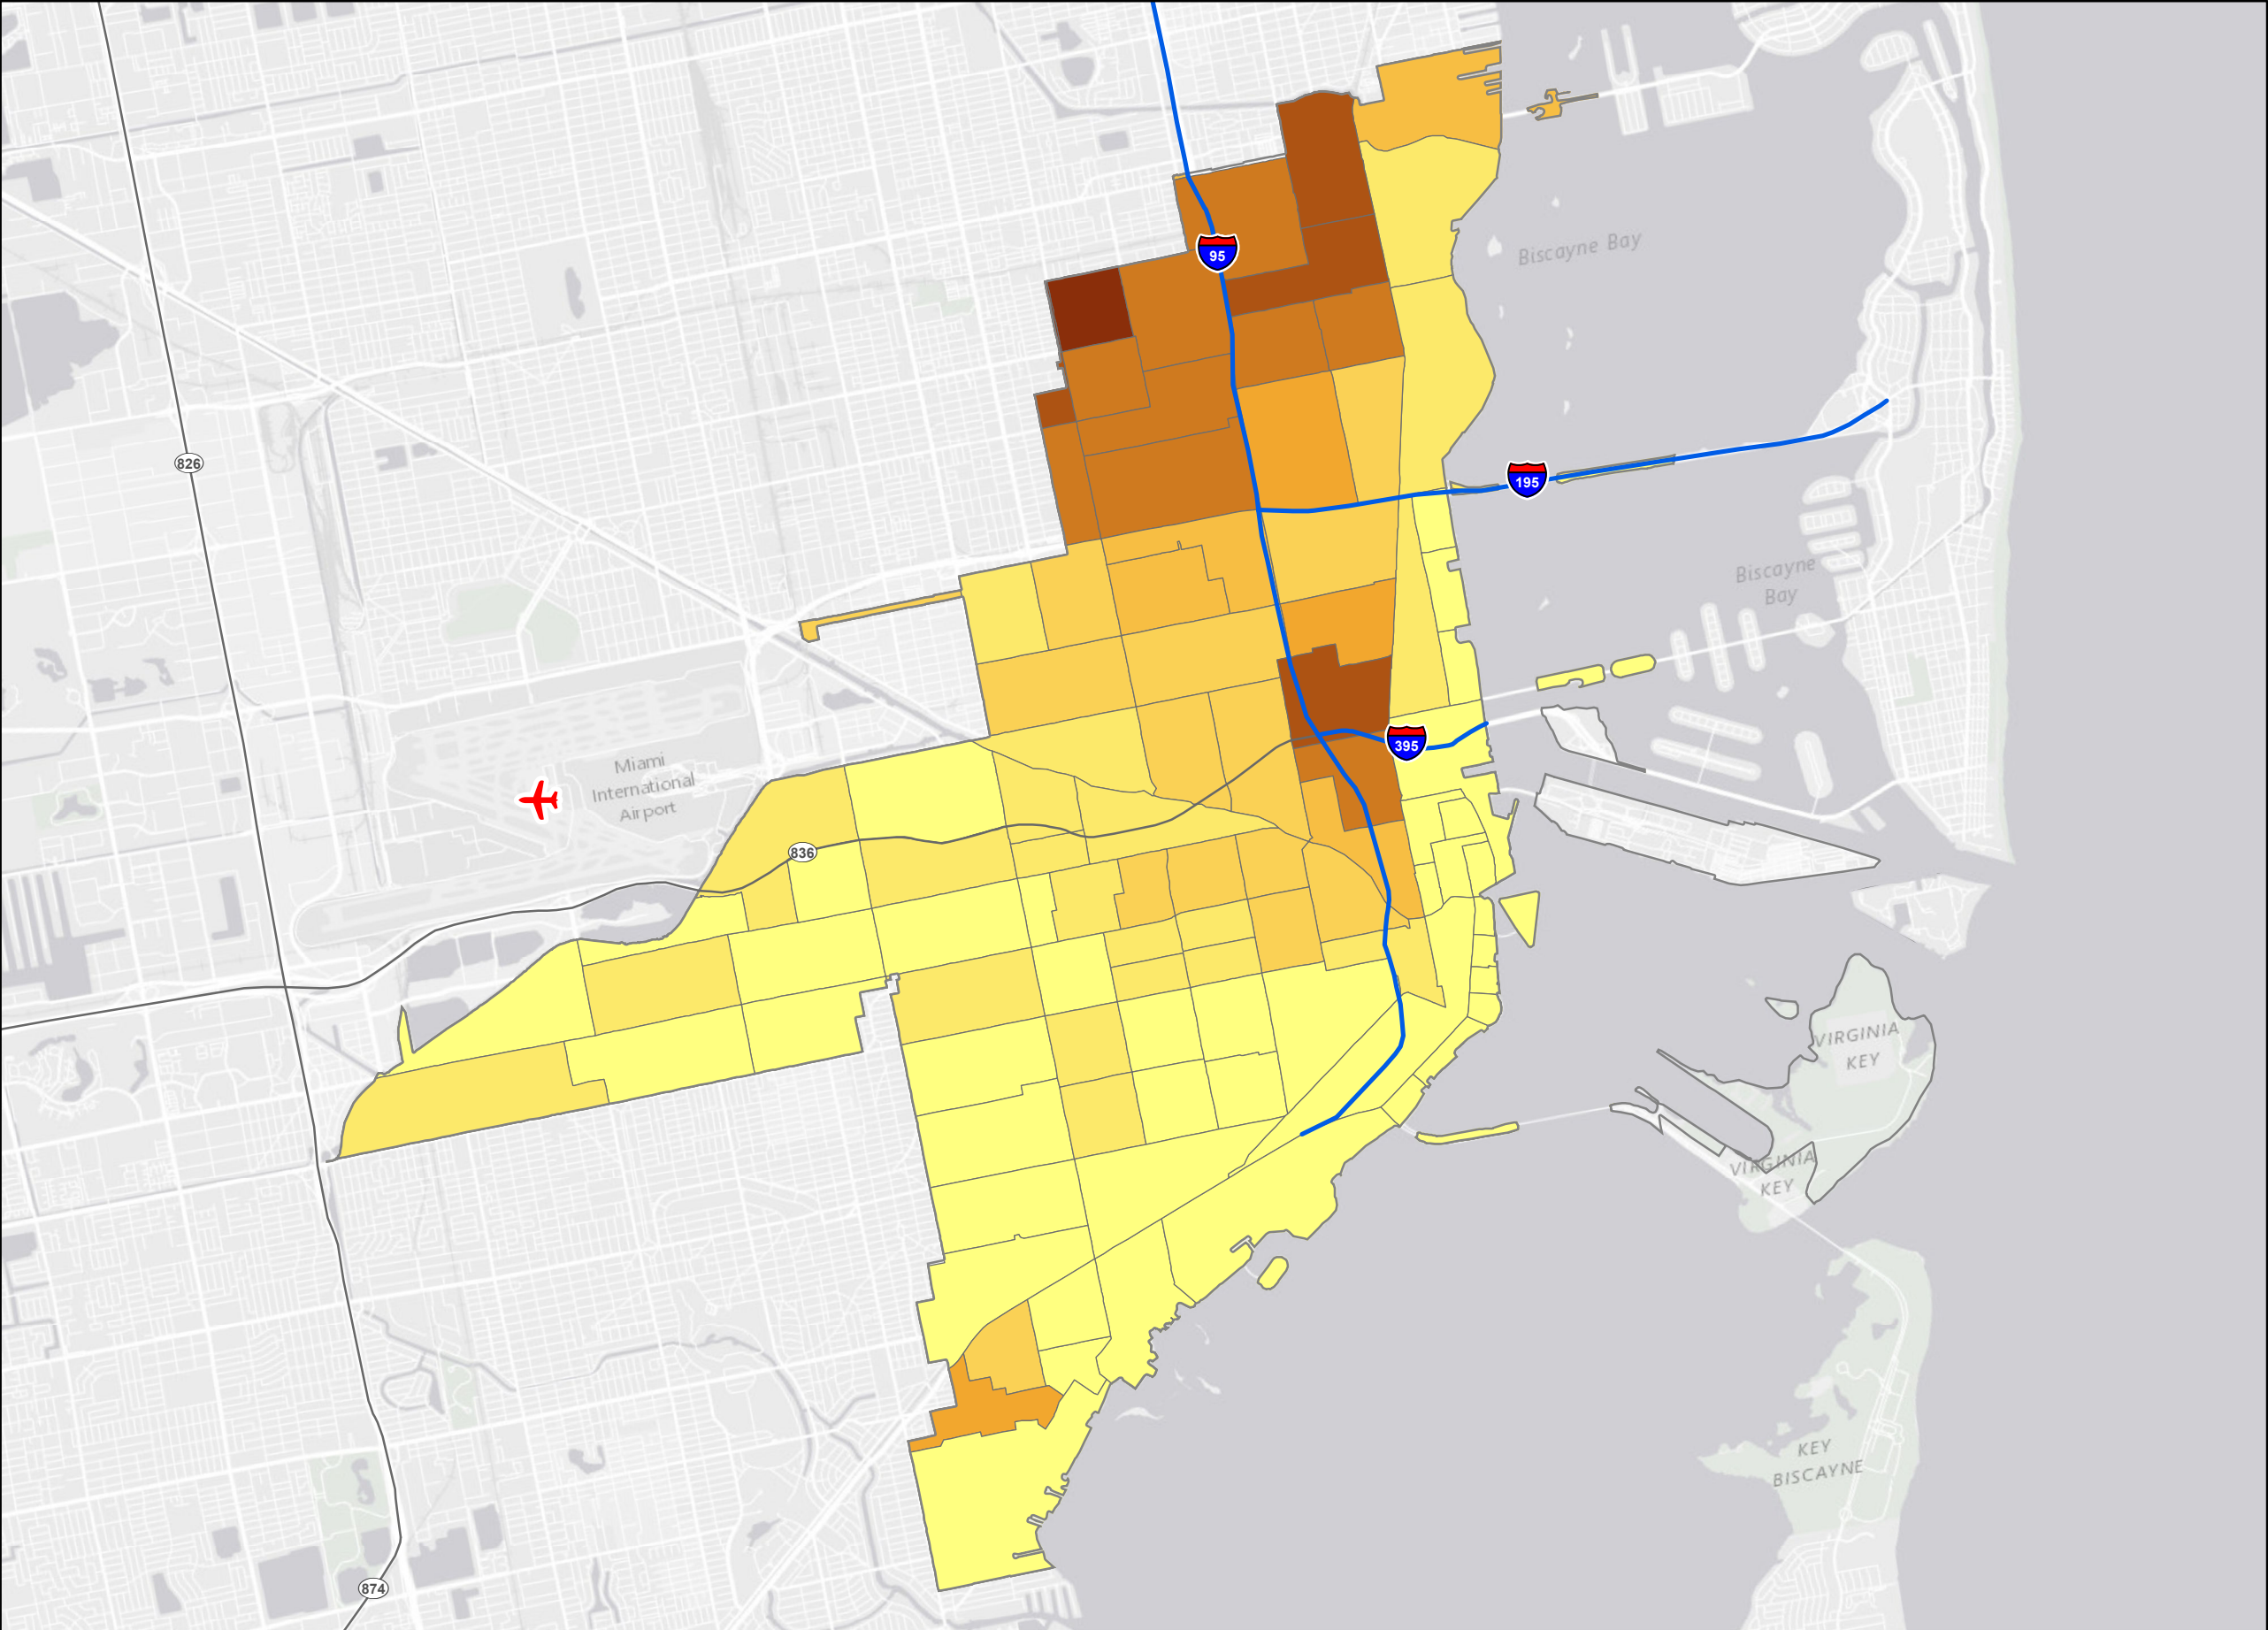 95
Biscayne Bay
826
195
Biscayne
Bay
395
Miami
International
Airport
836
VIRGINIA
KEY
VIRGINIA
KEY
KEY
BISCAYNE
874